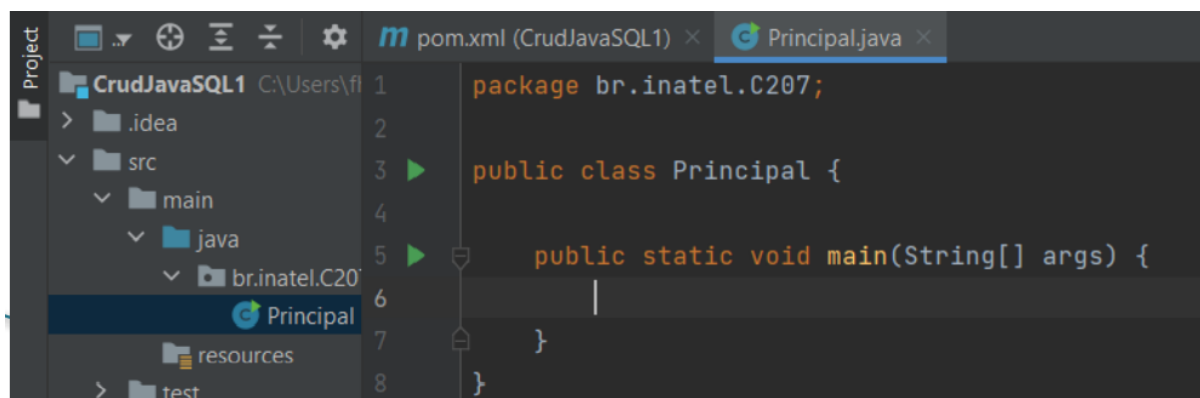 Project
pom.xml (CrudJavaSQL1)
Principal.java
CrudJavaSQL1 C:\Users\fh
.idea
src
main
java
br.inatel.C20
Principal
resources
test
1 package br.inatel.C207;
2
3 public class Principal {
4
5 public static void main(String[] args) {
6
7 }
8 }